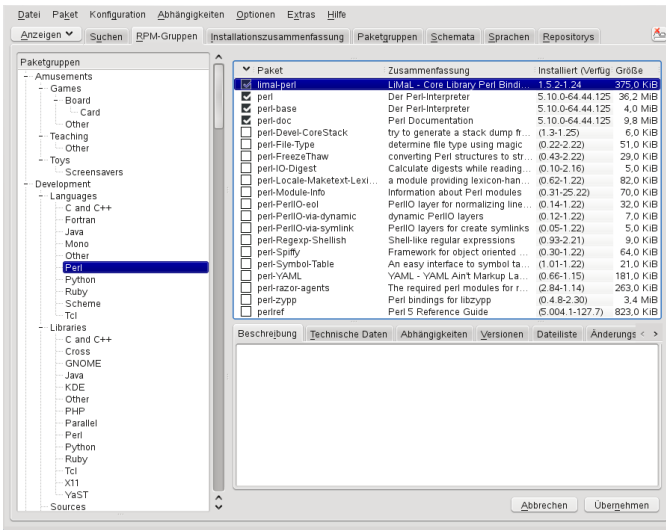 Datei Paket Konfiguration Abhängigkeiten Optionen Extras Hilfe
Anzeigen Suchen RPM-Gruppen Installationszusammenfassung Paketgruppen Schemata Sprachen Repositorys
Paketgruppen
Amusements
Games
Board
Card
Other
Teaching
Other
Toys
Screensavers
Development
Languages
C and C++
Fortran
Java
Mono
Other
Perl
Python
Ruby
Scheme
Tcl
Libraries
C and C++
Cross
GNOME
Java
KDE
Other
PHP
Parallel
Perl
Python
Ruby
Tcl
X11
YaST
Sources
Paket Zusammenfassung Installiert (Verfüg Größe
limal-perl LiMaL - Core Library Perl Bindi... 1.5.2-1.24 375,0 KiB
perl Der Perl-Interpreter 5.10.0-64.44.125 36,2 MiB
perl-base Der Perl-Interpreter 5.10.0-64.44.125 4,0 MiB
perl-doc Perl Documentation 5.10.0-64.44.125 9,8 MiB
perl-Devel-CoreStack try to generate a stack dump fr... (1.3-1.25) 6,0 KiB
perl-File-Type determine file type using magic (0.22-2.22) 51,0 KiB
perl-FreezeThaw converting Perl structures to str... (0.43-2.22) 29,0 KiB
perl-IO-Digest Calculate digests while reading... (0.10-2.16) 5,0 KiB
perl-Locale-Maketext-Lexi... a module providing lexicon-han... (0.62-1.22) 82,0 KiB
perl-Module-Info Information about Perl modules (0.31-25.22) 70,0 KiB
perl-PerlIO-eol PerlIO layer for normalizing line... (0.14-1.22) 32,0 KiB
perl-PerlIO-via-dynamic dynamic PerlIO layers (0.12-1.22) 7,0 KiB
perl-PerlIO-via-symlink PerlIO layers for create symlinks (0.05-1.22) 5,0 KiB
perl-Regexp-Shellish Shell-like regular expressions (0.93-2.21) 9,0 KiB
perl-Spiffy Framework for object oriented ... (0.30-1.22) 64,0 KiB
perl-Symbol-Table An easy interface to symbol ta... (1.01-1.22) 21,0 KiB
perl-YAML YAML - YAML Ain't Markup La... (0.66-1.15) 181,0 KiB
perl-razor-agents The required perl modules for r... (2.84-1.14) 263,0 KiB
perl-zypp Perl bindings for libzypp (0.4.8-2.30) 3,4 MiB
perlref Perl 5 Reference Guide (5.004.1-127.7) 823,0 KiB
Beschreibung Technische Daten Abhängigkeiten Versionen Dateiliste Änderungs
Abbrechen Übernehmen